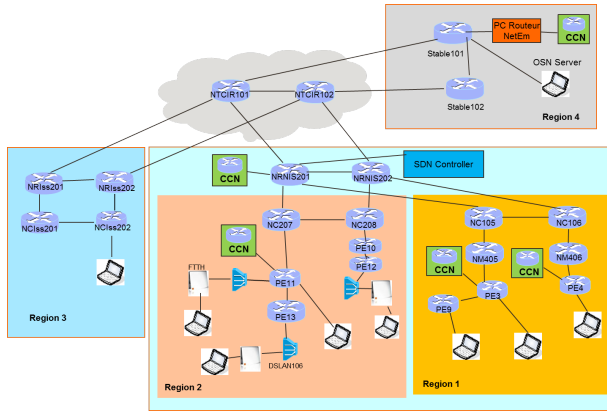 PC Routeur
NetEm
CCN
Stable101
OSN Server
NTCIR101
NTCIR102
Stable102
Region 4
SDN Controller
CCN
NRNIS201
NRNIS202
NRIss201
NRIss202
NCIss201
NCIss202
Region 3
NC207
NC208
CCN
PE10
PE12
FTTH
PE11
PE13
DSLAN106
Region 2
NC105
NC106
CCN
NM405
CCN
NM406
PE9
PE3
PE4
Region 1